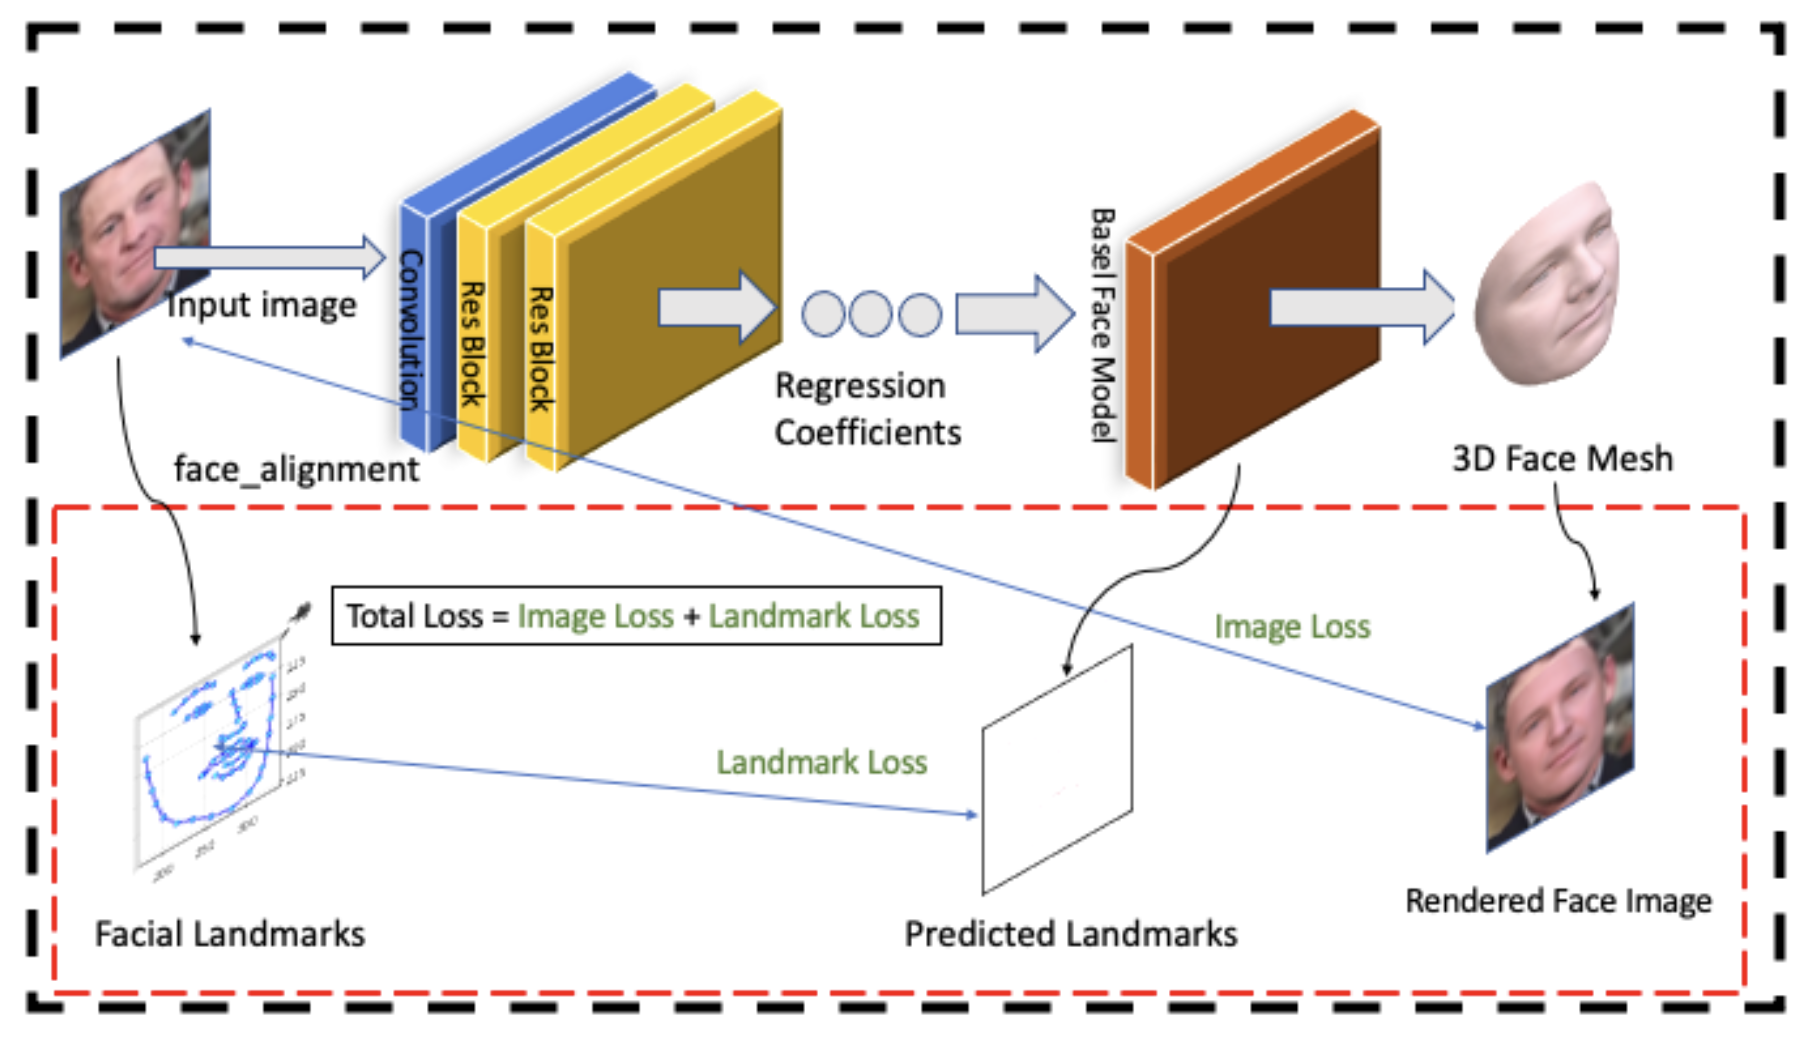 Input image
Convolution
Res Block
Res Block
Regression
Coefficients
Basel Face Model
3D Face Mesh
face_alignment
Total Loss = Image Loss + Landmark Loss
Image Loss
Landmark Loss
Facial Landmarks
Predicted Landmarks
Rendered Face Image